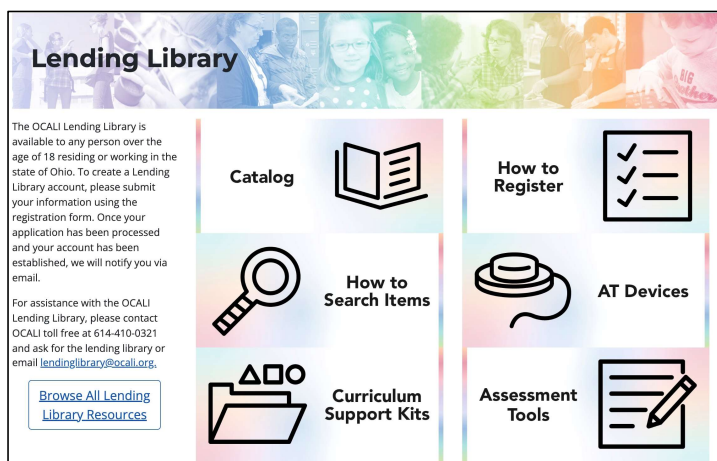 Lending Library
The OCALI Lending Library is
available to any person over the
age of 18 residing or working in the
state of Ohio. To create a Lending
Library account, please submit
your information using the
registration form. Once your
application has been processed
and your account has been
established, we will notify you via
email.
For assistance with the OCALI
Lending Library, please contact
OCALI toll free at 614-410-0321
and ask for the lending library or
email lendinglibrary@ocali.org.
Browse All Lending
Library Resources
Catalog
How to
Register
How to
Search Items
AT Devices
Curriculum
Support Kits
Assessment
Tools
BIG
Brother